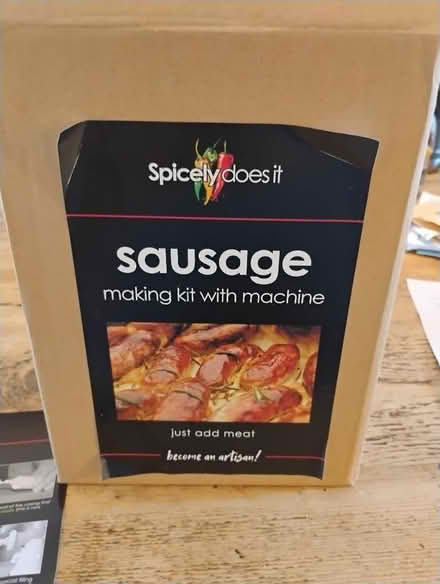 Spicely does it
sausage
making kit with machine
just add meat
become an artisan!